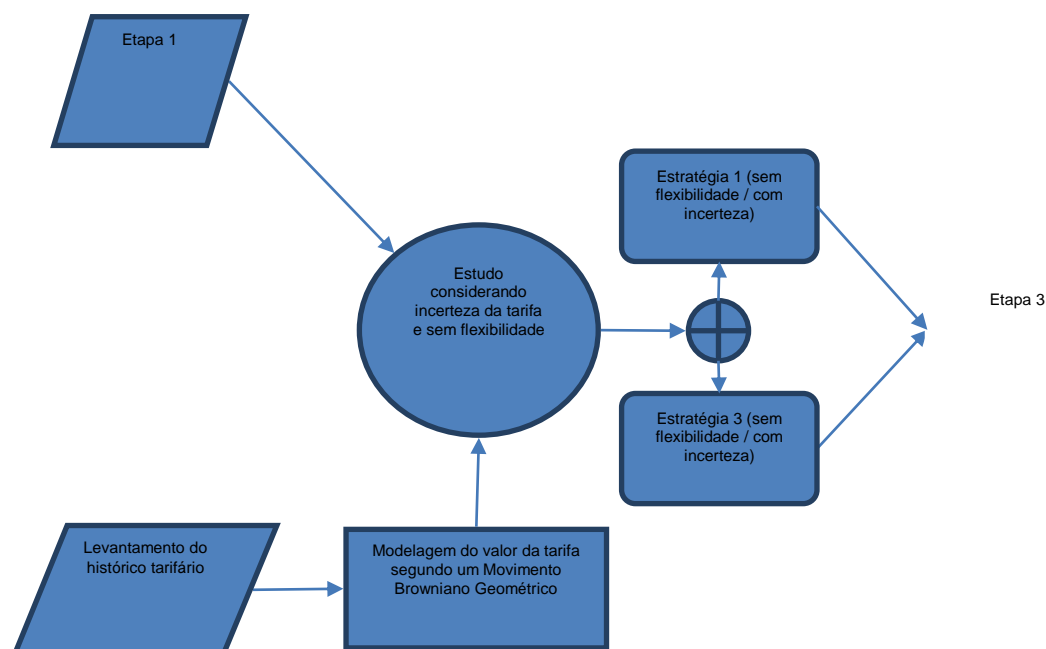 Etapa 1
Estratégia 1 (sem
flexibilidade / com
incerteza)
Estudo
considerando
incerteza da tarifa
e sem flexibilidade
Etapa 3
Estratégia 3 (sem
flexibilidade / com
incerteza)
Levantamento do
histórico tarifário
Modelagem do valor da tarifa
segundo um Movimento
Browniano Geométrico